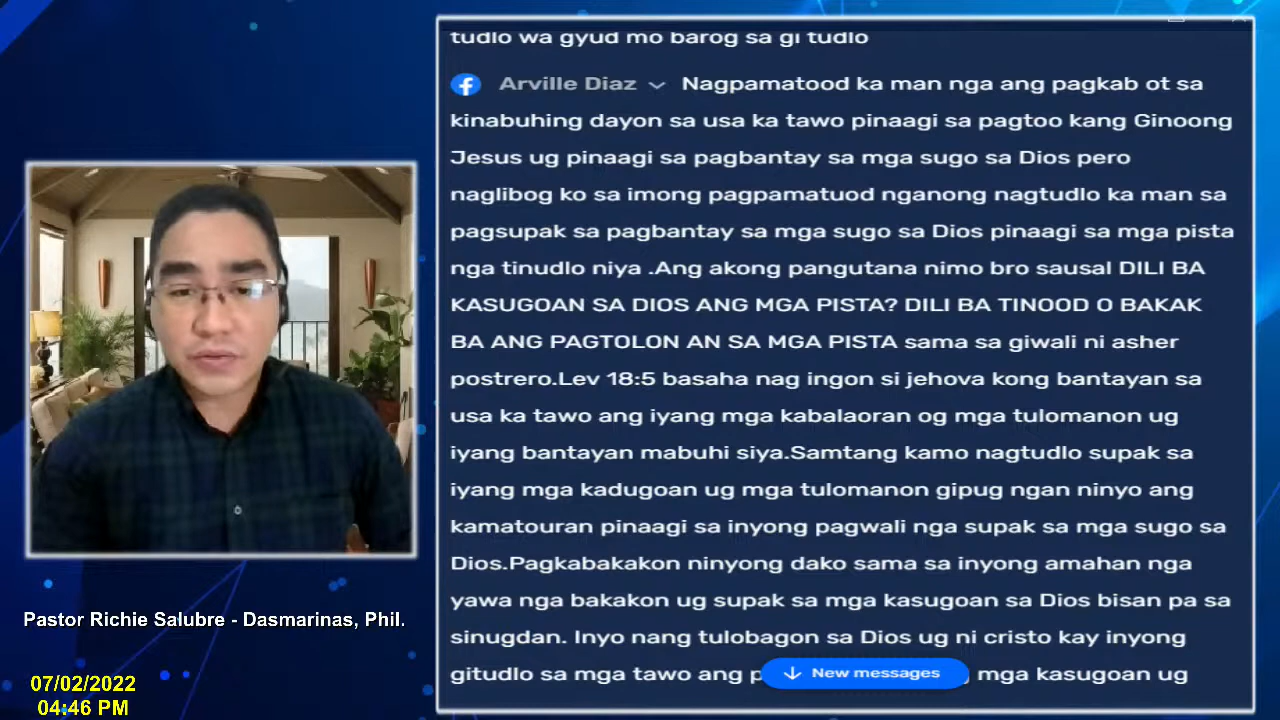 tudlo wa gyud mo barog sa gi tudlo
Arville Diaz Nagpamatood ka man nga ang pagkab ot sa
kinabuhing dayon sa usa ka tawo pinaagi sa pagtoo kang Ginoong
Jesus ug pinaagi sa pagbantay sa mga sugo sa Dios pero
naglibog ko sa imong pagpamatuod nganong nagtudlo ka man sa
pagsupak sa pagbantay sa mga sugo sa Dios pinaagi sa mga pista
nga tinudlo niya .Ang akong pangutana nimo bro sausal DILI BA
KASUGOAN SA DIOS ANG MGA PISTA? DILI BA TINOOD O BAKAK
BA ANG PAGTOLON AN SA MGA PISTA sama sa giwali ni asher
postrero.Lev 18:5 basaha nag ingon si jehova kong bantayan sa
usa ka tawo ang iyang mga kabalaoran og mga tulomanon ug
iyang bantayan mabuhi siya.Samtang kamo nagtudlo supak sa
iyang mga kadugoan ug mga tulomanon gipug ngan ninyo ang
kamatouran pinaagi sa inyong pagwali nga supak sa mga sugo sa
Dios.Pagkabakakon ninyong dako sama sa inyong amahan nga
yawa nga bakakon ug supak sa mga kasugoan sa Dios bisan pa sa
sinugdan. Inyo nang tulobagon sa Dios ug ni cristo kay inyong
gitudlo sa mga tawo ang mga kasugoan ug
New messages
Pastor Richie Salubre - Dasmarinas, Phil.
07/02/2022
04:46 PM